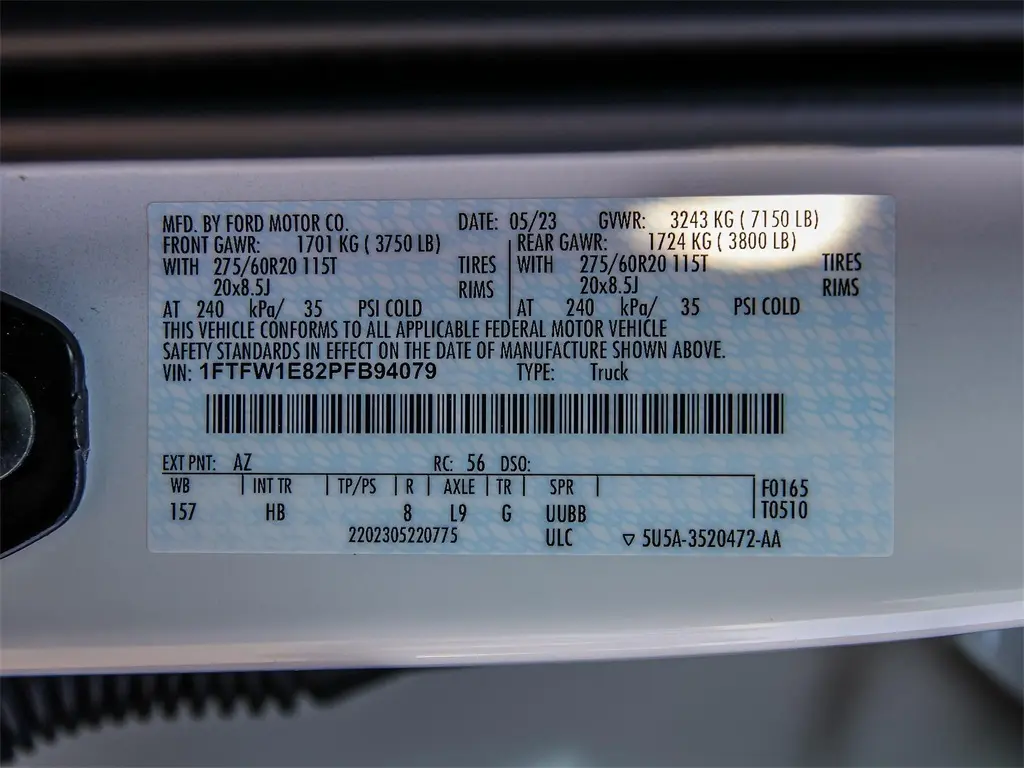 MFD. BY FORD MOTOR CO. DATE: 05/23 GVWR: 3243 KG ( 7150 LB)
FRONT GAWR: 1701 KG ( 3750 LB) REAR GAWR: 1724 KG ( 3800 LB)
WITH 275/60R20 115T TIRES WITH 275/60R20 115T TIRES
20x8.5J RIMS 20x8.5J RIMS
AT 240 kPa/ 35 PSI COLD AT 240 kPa/ 35 PSI COLD
THIS VEHICLE CONFORMS TO ALL APPLICABLE FEDERAL MOTOR VEHICLE
SAFETY STANDARDS IN EFFECT ON THE DATE OF MANUFACTURE SHOWN ABOVE.
VIN: 1FTFW1E82PFB94079 TYPE: Truck
EXT PNT: AZ RC: 56 DSO:
WB INT TR TP/PS R AXLE TR SPR F0165
157 HB 8 L9 G UUBB T0510
2202305220775 ULC ▽ 5U5A-3520472-AA